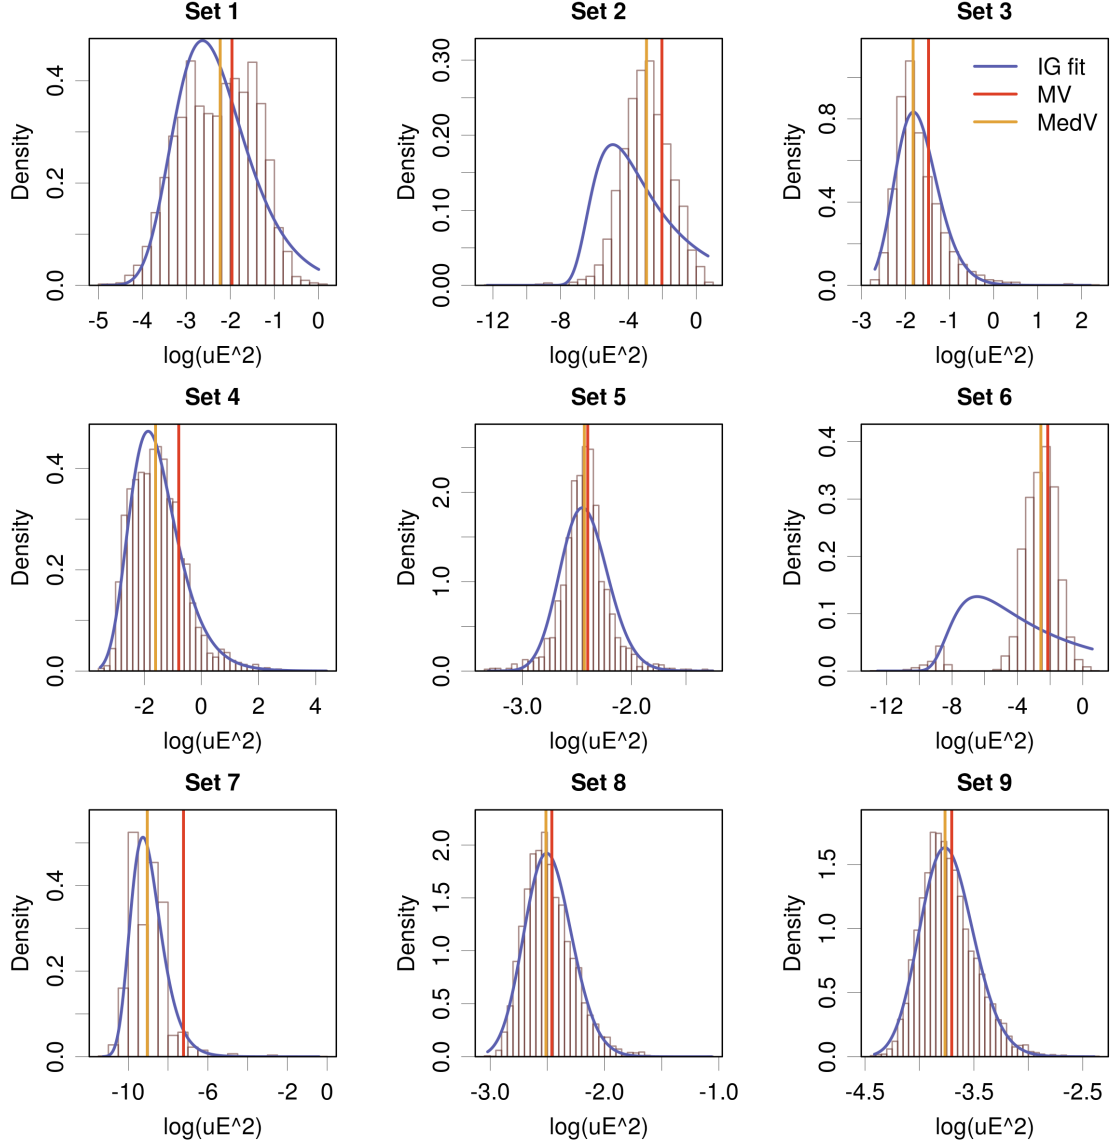 Set 1
Density
0.0
0.2
0.4
-5 -4 -3 -2 -1 0
log(uE^2)
Set 2
Density
0.00
0.10
0.20
0.30
-12 -8 -4 0
log(uE^2)
Set 3
IG fit
MV
MedV
Density
0.0
0.4
0.8
-3 -2 -1 0 1 2
log(uE^2)
Set 4
Density
0.0
0.2
0.4
-2 0 2 4
log(uE^2)
Set 5
Density
0.0
1.0
2.0
-3.0 -2.0
log(uE^2)
Set 6
Density
0.0
0.1
0.2
0.3
0.4
-12 -8 -4 0
log(uE^2)
Set 7
Density
0.0
0.2
0.4
-10 -6 -2 0
log(uE^2)
Set 8
Density
0.0
0.5
1.0
1.5
2.0
-3.0 -2.0 -1.0
log(uE^2)
Set 9
Density
0.0
0.5
1.0
1.5
-4.5 -3.5 -2.5
log(uE^2)